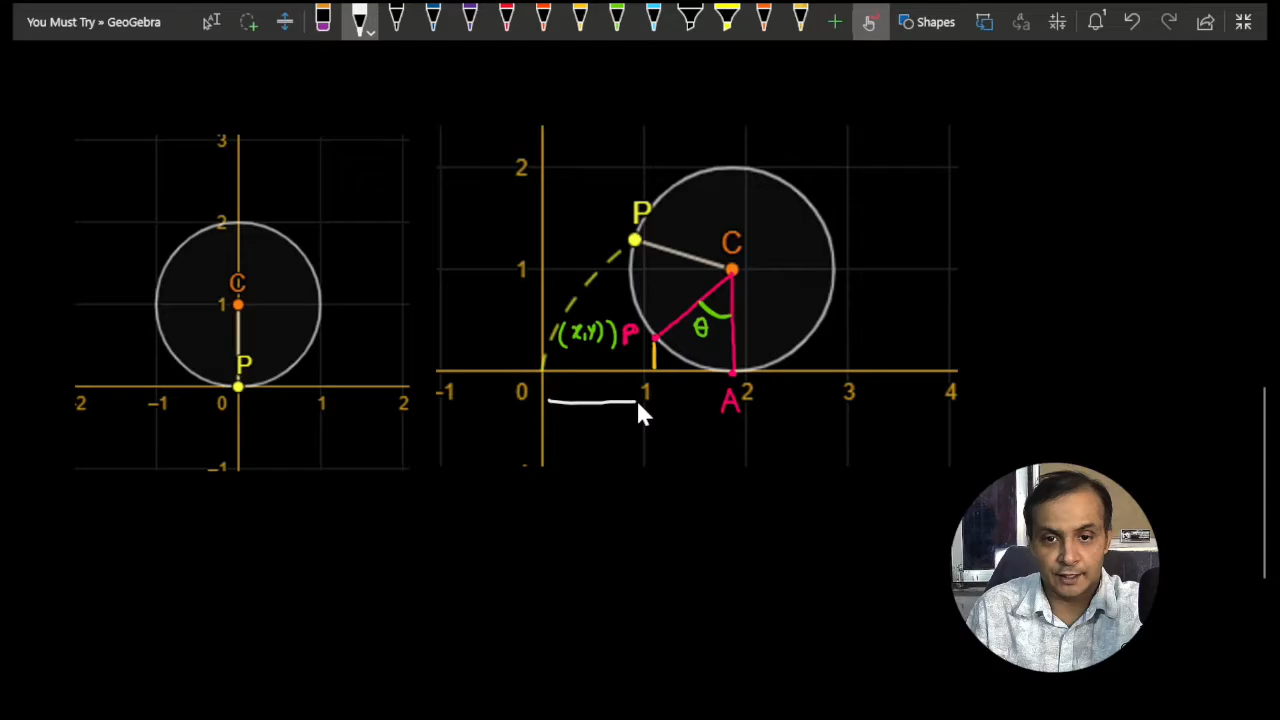 You Must Try » GeoGebra
Shapes
1
3
2
C
1
P
-2 -1 0 1 2
-1
2
P
C
1
(x,y)) P
θ
-1 0 1 2 3 4
A